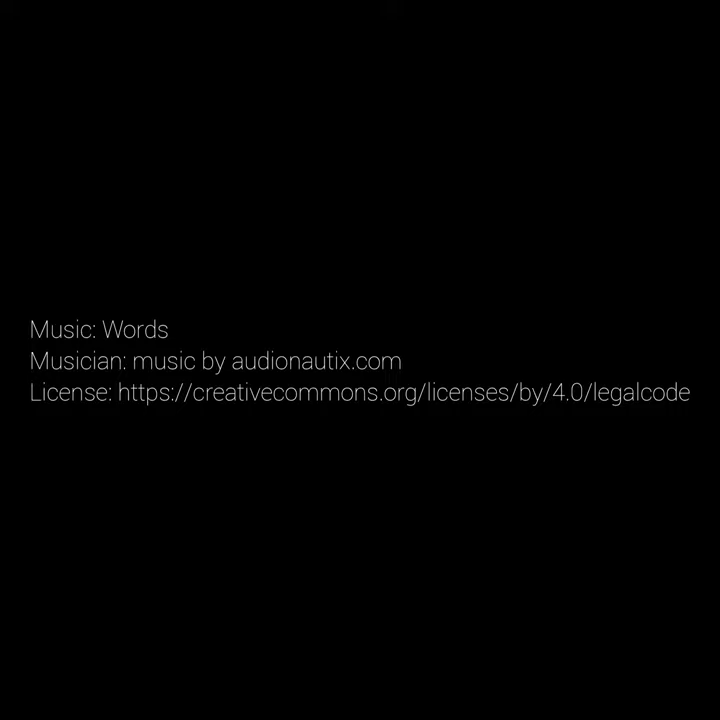 Music: Words
Musician: music by audionautix.com
License: https://creativecommons.org/licenses/by/4.0/legalcode